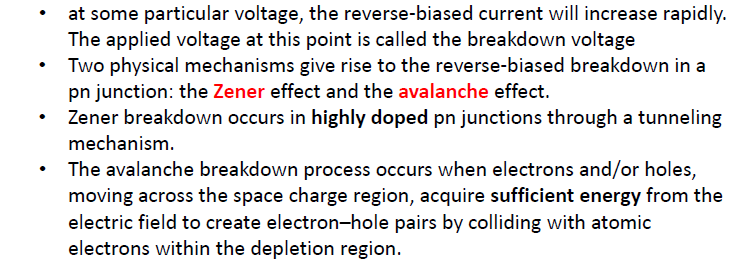 • at some particular voltage, the reverse-biased current will increase rapidly.
The applied voltage at this point is called the breakdown voltage
• Two physical mechanisms give rise to the reverse-biased breakdown in a
pn junction: the Zener effect and the avalanche effect.
• Zener breakdown occurs in highly doped pn junctions through a tunneling
mechanism.
• The avalanche breakdown process occurs when electrons and/or holes,
moving across the space charge region, acquire sufficient energy from the
electric field to create electron–hole pairs by colliding with atomic
electrons within the depletion region.